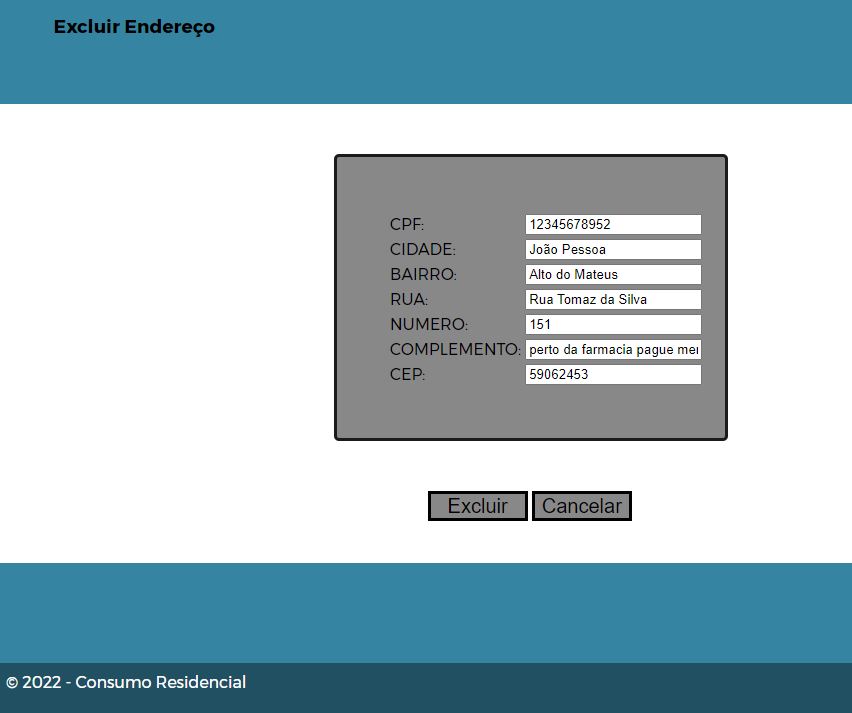 Excluir Endereço
CPF: 12345678952
CIDADE: João Pessoa
BAIRRO: Alto do Mateus
RUA: Rua Tomaz da Silva
NUMERO: 151
COMPLEMENTO: perto da farmacia pague
CEP: 59062453
Excluir Cancelar
© 2022 - Consumo Residencial